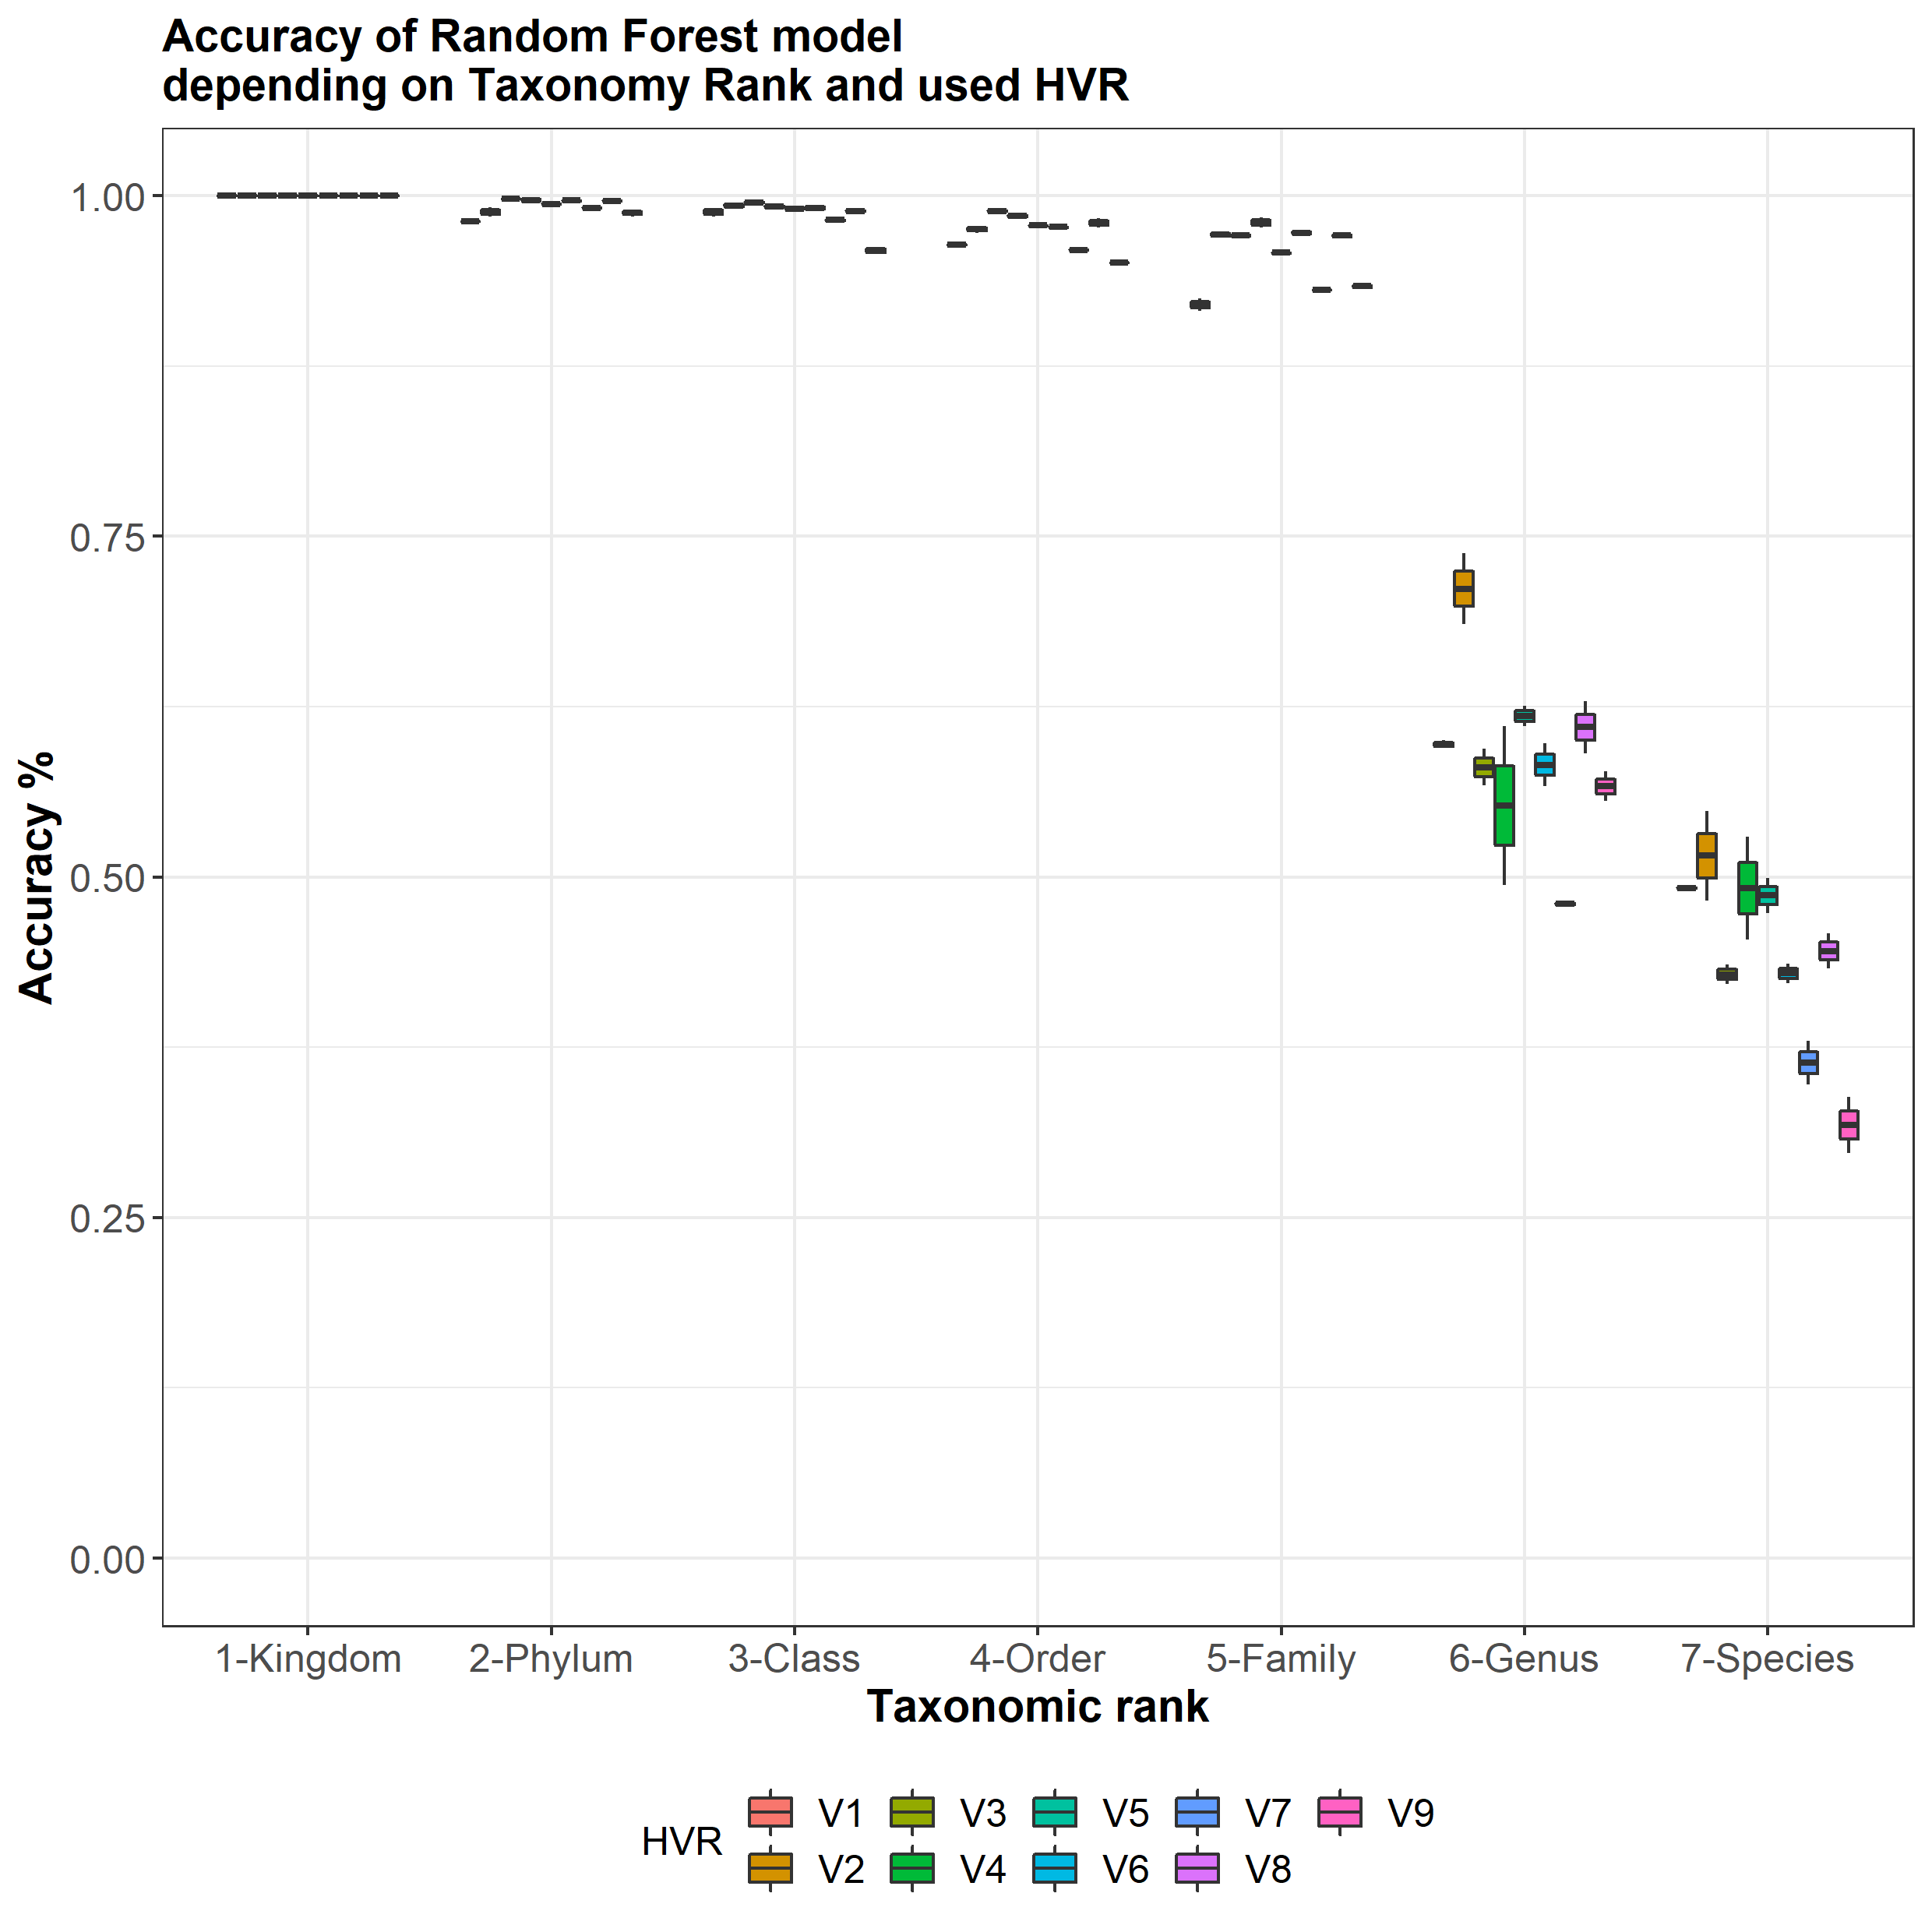 Accuracy of Random Forest model
depending on Taxonomy Rank and used HVR
Accuracy %
1.00
0.75
0.50
0.25
0.00
1-Kingdom 2-Phylum 3-Class 4-Order 5-Family 6-Genus 7-Species
Taxonomic rank
HVR
V1 V3 V5 V7 V9
V2 V4 V6 V8